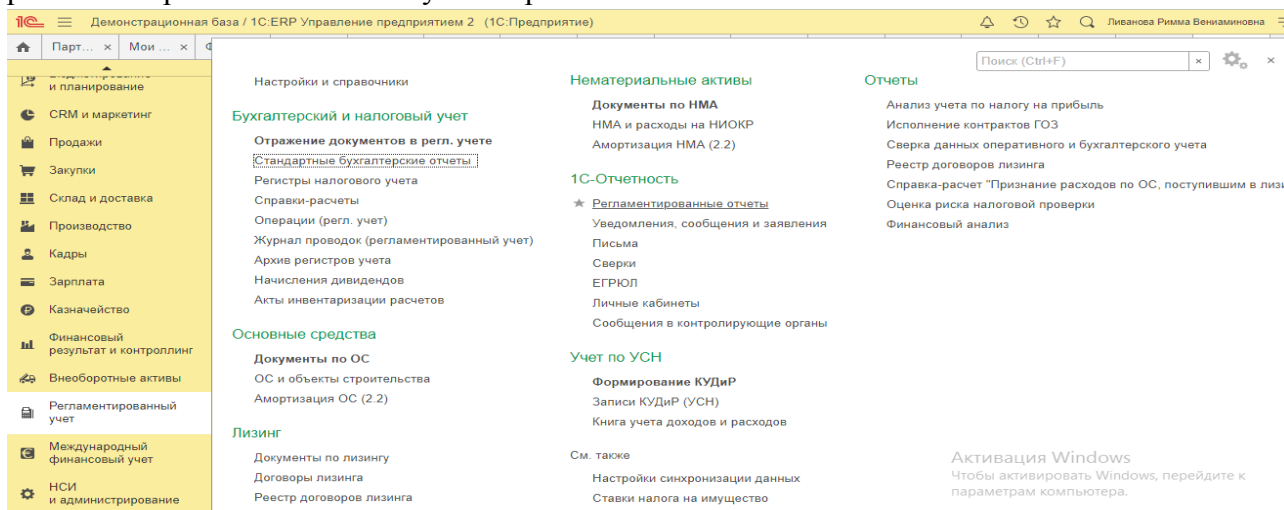 Демонстрационная база / 1С:ERP Управление предприятием 2 (1С:Предприятие)
Ливанова Римма Вениаминовна
Парт... ×
Мои ... ×
Поиск (Ctrl+F) ×
×
и планирование
CRM и маркетинг
Продажи
Закупки
Склад и доставка
Производство
Кадры
Зарплата
Казначейство
Финансовый
результат и контроллинг
Внеоборотные активы
Регламентированный
учет
Международный
финансовый учет
НСИ
и администрирование
Настройки и справочники
Бухгалтерский и налоговый учет
Отражение документов в регл. учете
Стандартные бухгалтерские отчеты
Регистры налогового учета
Справки-расчеты
Операции (регл. учет)
Журнал проводок (регламентированный учет)
Архив регистров учета
Начисления дивидендов
Акты инвентаризации расчетов
Основные средства
Документы по ОС
ОС и объекты строительства
Амортизация ОС (2.2)
Лизинг
Документы по лизингу
Договоры лизинга
Реестр договоров лизинга
Нематериальные активы
Документы по НМА
НМА и расходы на НИОКР
Амортизация НМА (2.2)
1С-Отчетность
Регламентированные отчеты
Уведомления, сообщения и заявления
Письма
Сверки
ЕГРЮЛ
Личные кабинеты
Сообщения в контролирующие органы
Учет по УСН
Формирование КУДиР
Записи КУДиР (УСН)
Книга учета доходов и расходов
См. также
Настройки синхронизации данных
Ставки налога на имущество
Отчеты
Анализ учета по налогу на прибыль
Исполнение контрактов ГОЗ
Сверка данных оперативного и бухгалтерского учета
Реестр договоров лизинга
Справка-расчет "Признание расходов по ОС, поступившим в лизи
Оценка риска налоговой проверки
Финансовый анализ
Активация Windows
Чтобы активировать Windows, перейдите к
параметрам компьютера.